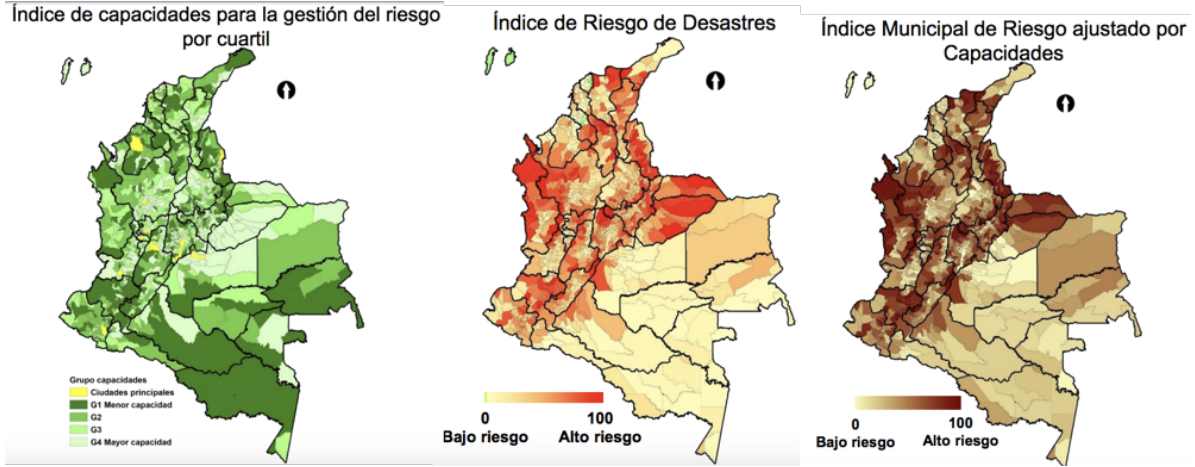 Índice de capacidades para la gestión del riesgo
por cuartil
Grupo capacidades
Ciudades principales
G1 Menor capacidad
G2
G3
G4 Mayor capacidad
Índice de Riesgo de Desastres
0 100
Bajo riesgo Alto riesgo
Índice Municipal de Riesgo ajustado por
Capacidades
0 100
Bajo riesgo Alto riesgo